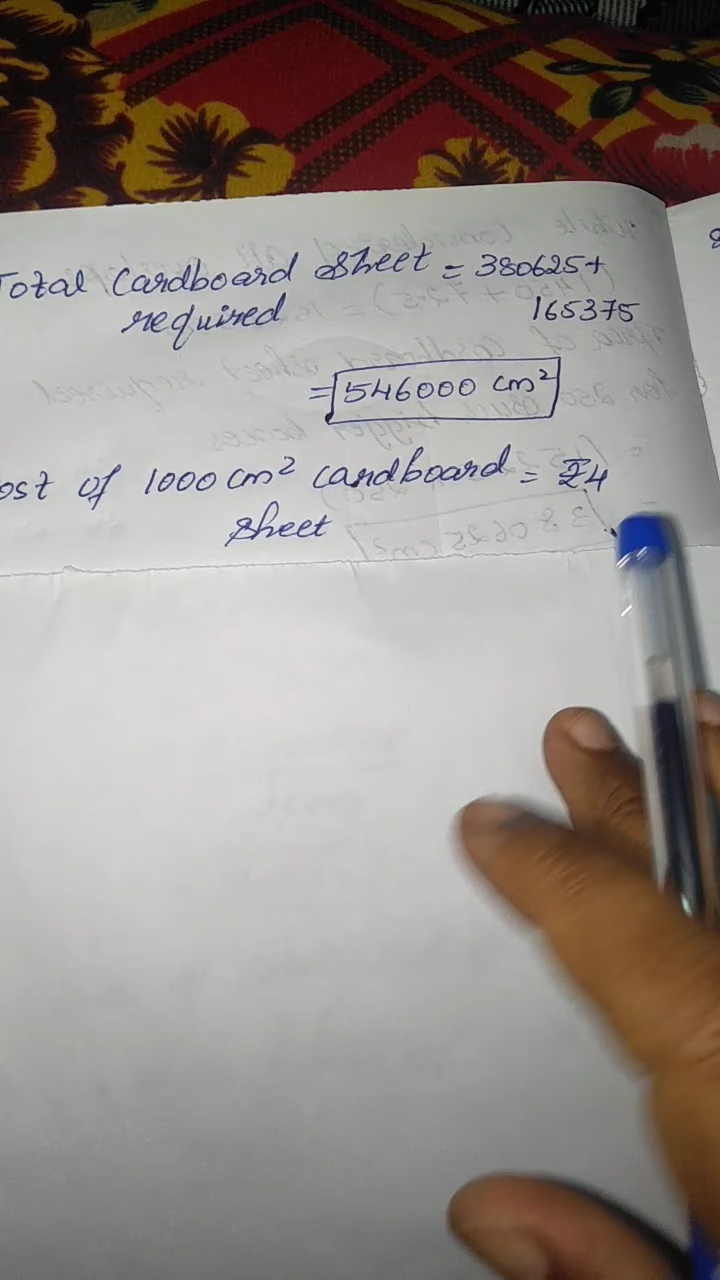 Total Cardboard sheet = 380625+
required 165375
= 546000 cm²
ost of 1000 cm² cardboard = ₹4
sheet